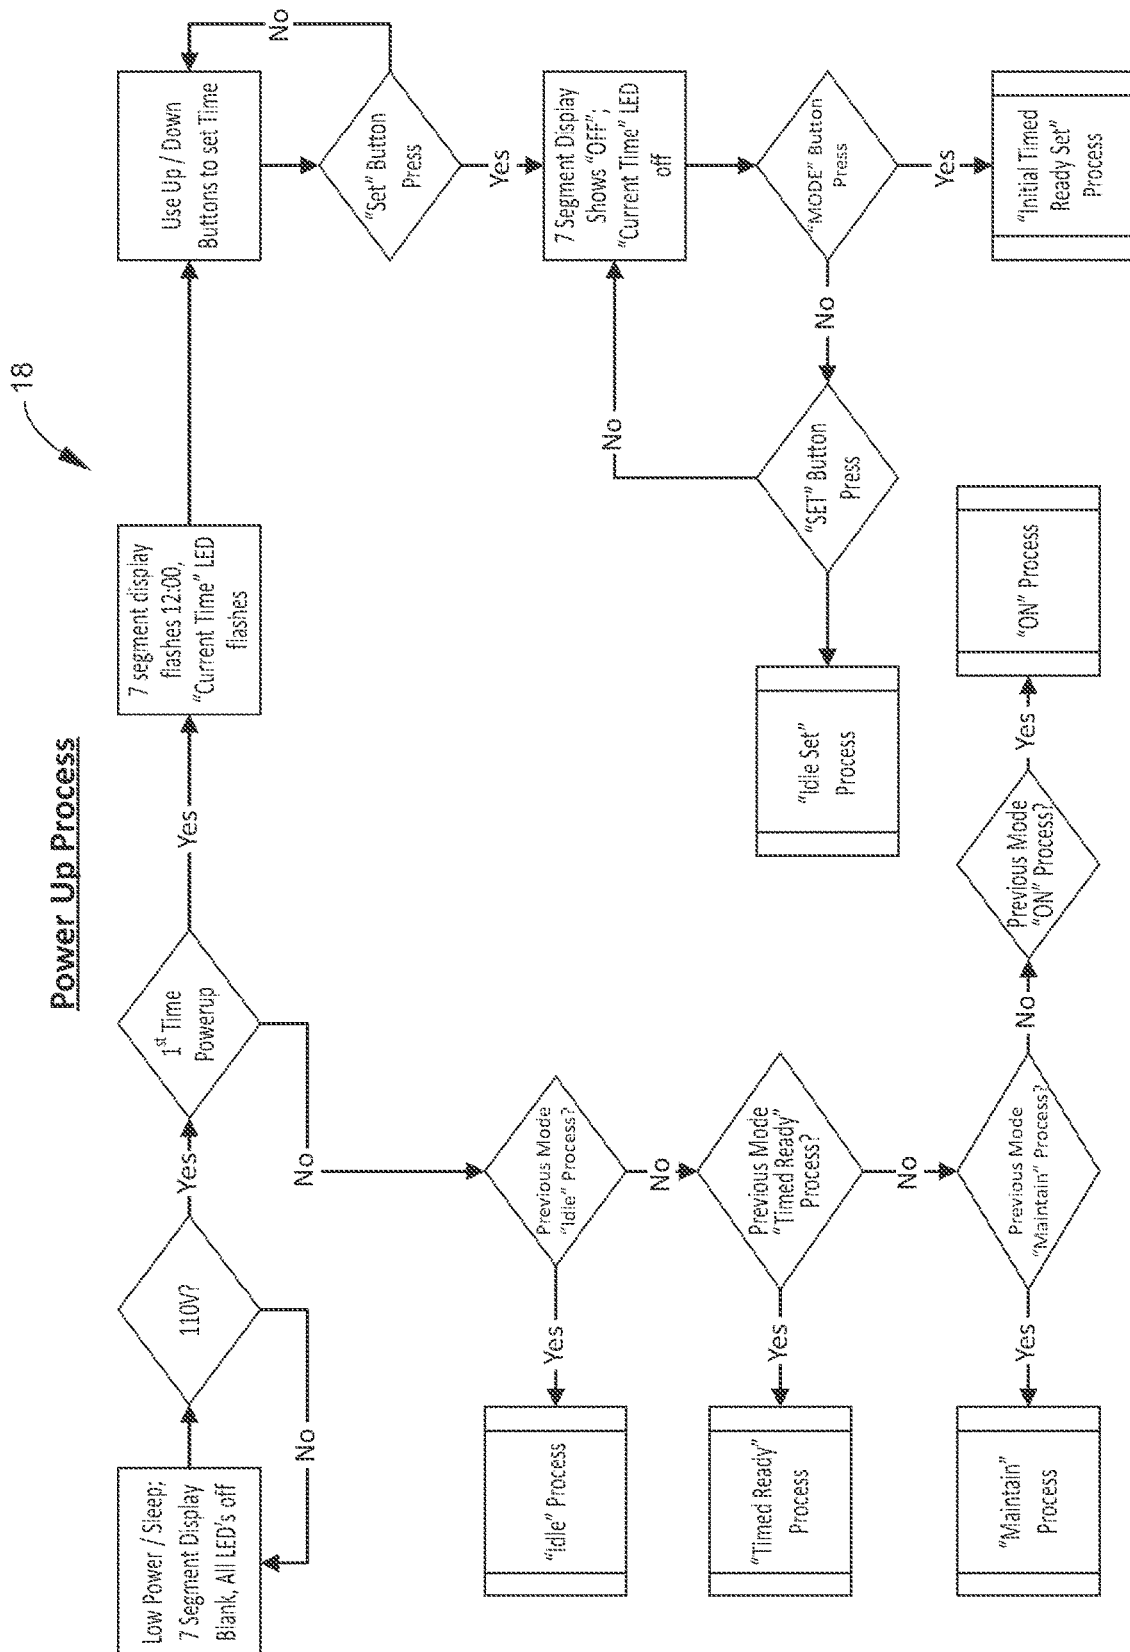 Power Up Process
18
Low Power / Sleep;
7 Segment Display
Blank, All LED's off
No
110V?
Yes
1st Time
Powerup
Yes
7 segment display
flashes 12:00,
"Current Time" LED
flashes
Use Up / Down
Buttons to set Time
No
"Set" Button
Press
Yes
7 Segment Display
Shows "OFF";
"Current Time" LED
off
"MODE" Button
Press
Yes
"Initial Timed
Ready Set"
Process
No
"SET" Button
Press
No
"Idle Set"
Process
No
Previous Mode
"Idle" Process?
Yes
"Idle" Process
No
Previous Mode
"Timed Ready"
Process?
Yes
"Timed Ready"
Process
No
Previous Mode
"Maintain" Process?
Yes
"Maintain"
Process
No
Previous Mode
"ON" Process?
Yes
"ON" Process